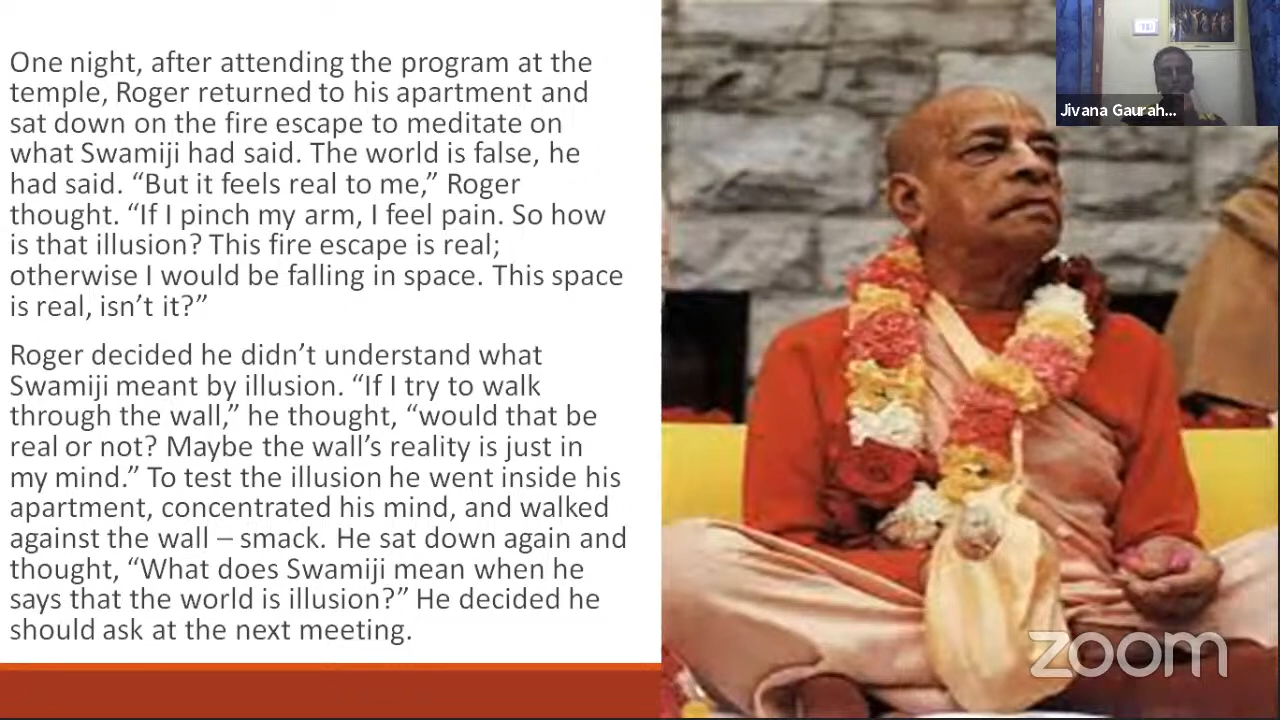 One night, after attending the program at the
temple, Roger returned to his apartment and
sat down on the fire escape to meditate on
what Swamiji had said. The world is false, he
had said. “But it feels real to me,” Roger
thought. “If I pinch my arm, I feel pain. So how
is that illusion? This fire escape is real;
otherwise I would be falling in space. This space
is real, isn’t it?”
Roger decided he didn’t understand what
Swamiji meant by illusion. “If I try to walk
through the wall,” he thought, “would that be
real or not? Maybe the wall’s reality is just in
my mind.” To test the illusion he went inside his
apartment, concentrated his mind, and walked
against the wall – smack. He sat down again and
thought, “What does Swamiji mean when he
says that the world is illusion?” He decided he
should ask at the next meeting.
Jivana Gaurah...
zoom